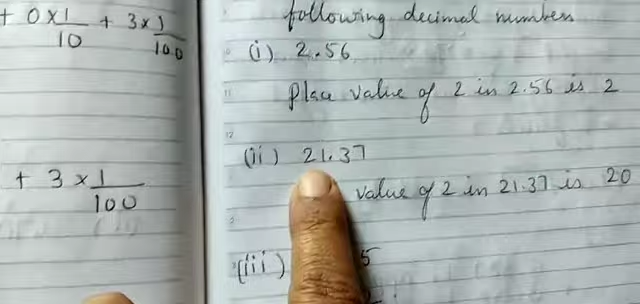 + 0 × 1/10 + 3 × 1/100
+ 3 × 1/100
following decimal numbers
(i) 2.56
Place value of 2 in 2.56 is 2
(ii) 21.37
value of 2 in 21.37 is 20
(iii) 5